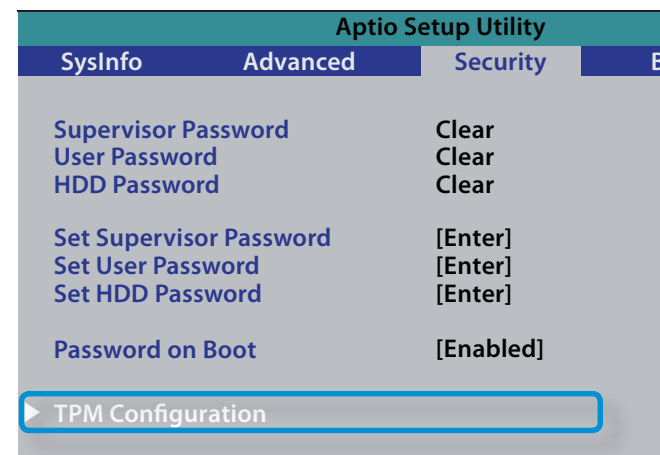 Aptio Setup Utility
SysInfo Advanced Security B
Supervisor Password Clear
User Password Clear
HDD Password Clear
Set Supervisor Password [Enter]
Set User Password [Enter]
Set HDD Password [Enter]
Password on Boot [Enabled]
TPM Configuration